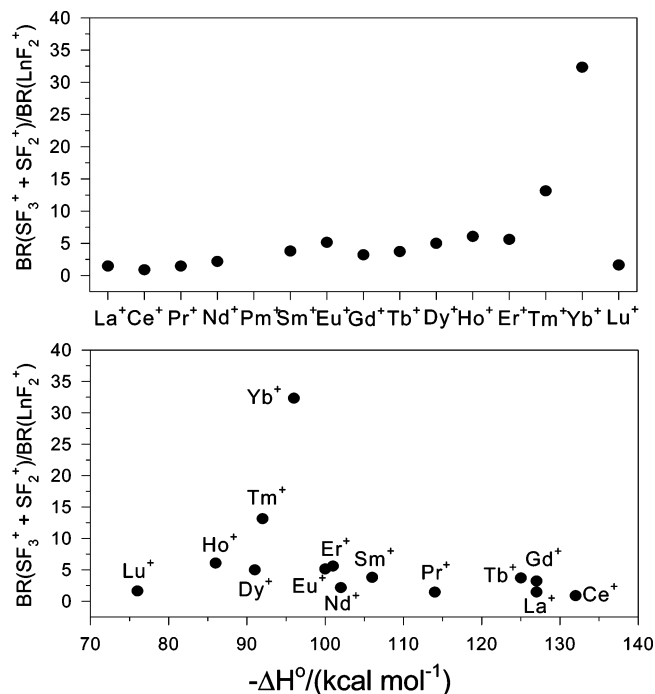 40
35
30
25
20
15
10
5
0
BR(SF₃⁺ + SF₂⁺)/BR(LnF₂⁺)
La⁺ Ce⁺ Pr⁺ Nd⁺ Pm⁺ Sm⁺ Eu⁺ Gd⁺ Tb⁺ Dy⁺ Ho⁺ Er⁺ Tm⁺ Yb⁺ Lu⁺
40
35
30
25
20
15
10
5
0
BR(SF₃⁺ + SF₂⁺)/BR(LnF₂⁺)
Yb⁺
Tm⁺
Ho⁺
Er⁺
Sm⁺
Gd⁺
Lu⁺
Dy⁺
Eu⁺
Nd⁺
Pr⁺
Tb⁺
La⁺
Ce⁺
70 80 90 100 110 120 130 140
-ΔH°/(kcal mol⁻¹)